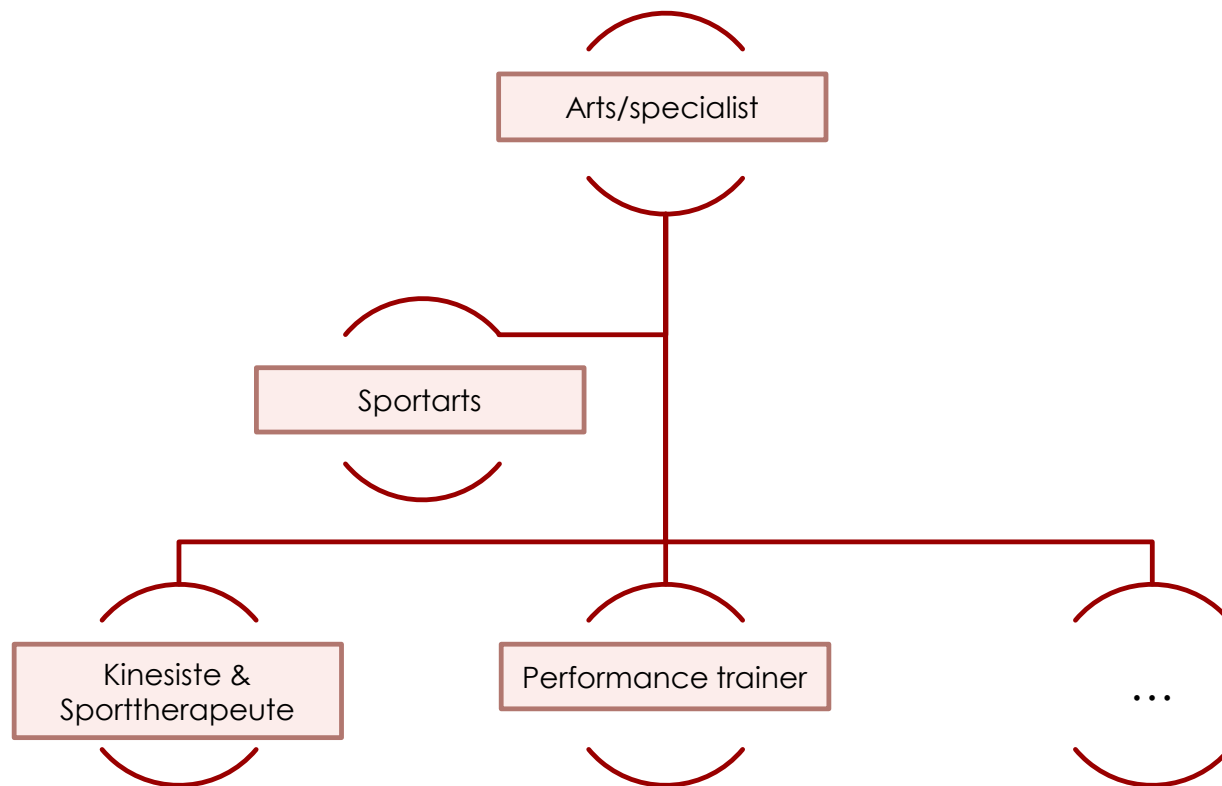 Arts/specialist
Sportarts
Kinesiste &
Sporttherapeute
Performance trainer
...